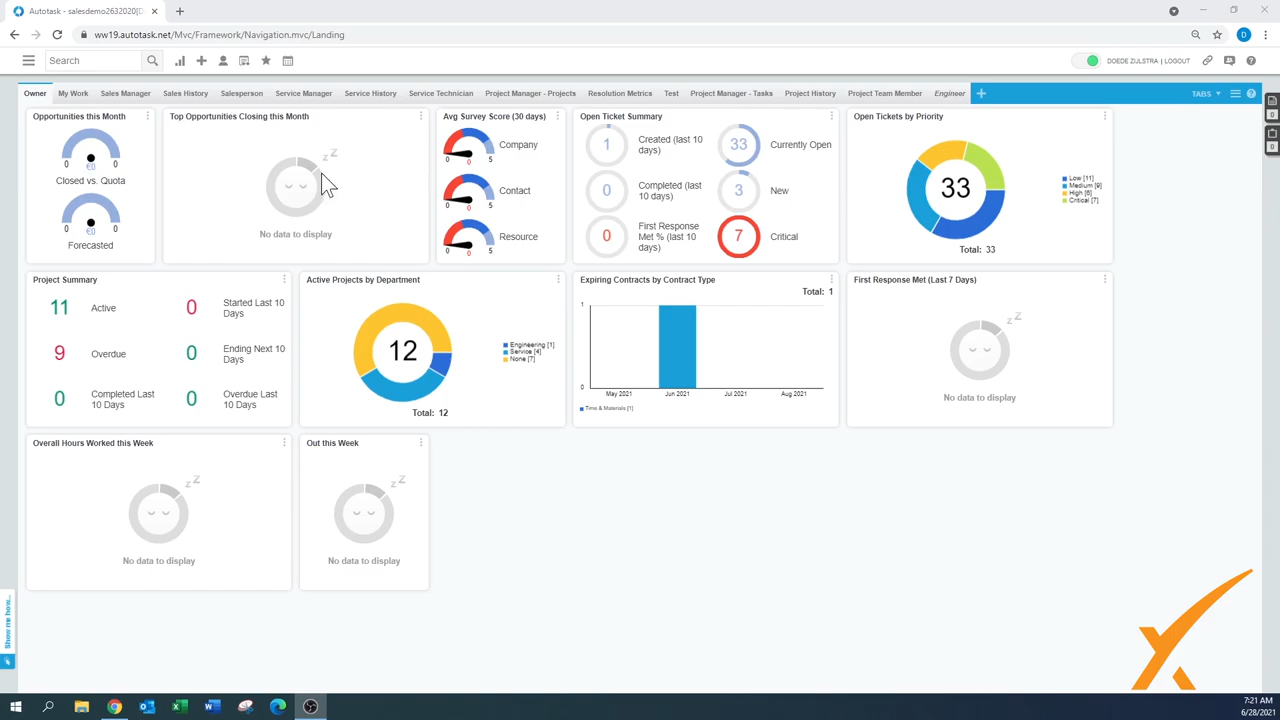 Autotask - salesdemo2632020[D
ww19.autotask.net/Mvc/Framework/Navigation.mvc/Landing
D
Search
DOEDE ZIJLSTRA | LOGOUT
Owner
My Work
Sales Manager
Sales History
Salesperson
Service Manager
Service History
Service Technician
Project Manager - Projects
Resolution Metrics
Test
Project Manager - Tasks
Project History
Project Team Member
Engineer
TABS
0
0
Opportunities this Month
0
€0
0
Closed vs. Quota
0
€0
0
Forecasted
Top Opportunities Closing this Month
z z
No data to display
Avg Survey Score (30 days)
0
0
5
Company
0
0
5
Contact
0
0
5
Resource
Open Ticket Summary
1
Created (last 10
days)
33
Currently Open
0
Completed (last
10 days)
3
New
0
First Response
Met % (last 10
days)
7
Critical
Open Tickets by Priority
33
Low [11]
Medium [9]
High [6]
Critical [7]
Total: 33
Project Summary
11
Active
0
Started Last 10
Days
9
Overdue
0
Ending Next 10
Days
0
Completed Last
10 Days
0
Overdue Last
10 Days
Active Projects by Department
12
Engineering [1]
Service [4]
None [7]
Total: 12
Expiring Contracts by Contract Type
Total: 1
1
0
May 2021
Jun 2021
Jul 2021
Aug 2021
Time & Materials [1]
First Response Met (Last 7 Days)
z Z
No data to display
Overall Hours Worked this Week
z Z
No data to display
Out this Week
z Z
No data to display
Show me how...
7:21 AM
6/28/2021